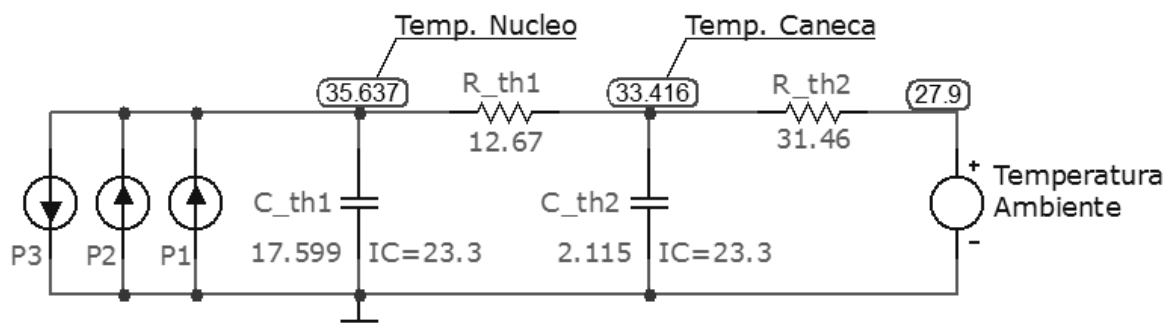 Temp. Nucleo
Temp. Caneca
35.637
R_th1
33.416
R_th2
27.9
12.67
31.46
+
Temperatura
Ambiente
-
C_th1
C_th2
P3
P2
P1
17.599
IC=23.3
2.115
IC=23.3